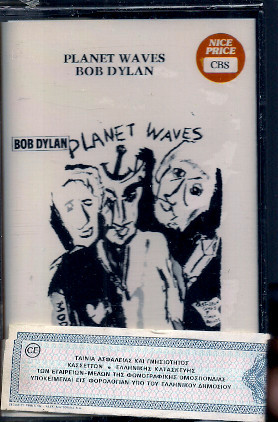 PLANET WAVES
BOB DYLAN
NICE
PRICE
CBS
BOB DYLAN
PLANET WAVES
CE
ΤΑΙΝΙΑ ΑΣΦΑΛΕΙΑΣ ΚΑΙ ΓΝΗΣΙΟΤΗΤΟΣ
ΚΑΣΣΕΤΤΩΝ • ΕΛΛΗΝΙΚΗΣ ΚΑΤΑΣΚΕΥΗΣ
ΤΩΝ ΕΤΑΙΡΕΙΩΝ-ΜΕΛΩΝ ΤΗΣ ΦΩΝΟΓΡΑΦΙΚΗΣ ΟΜΟΣΠΟΝΔΙΑΣ
ΥΠΟΚΕΙΜΕΝΑΙ ΕΙΣ ΦΟΡΟΛΟΓΙΑΝ ΥΠΟ ΤΟΥ ΕΛΛΗΝΙΚΟΥ ΔΗΜΟΣΙΟΥ